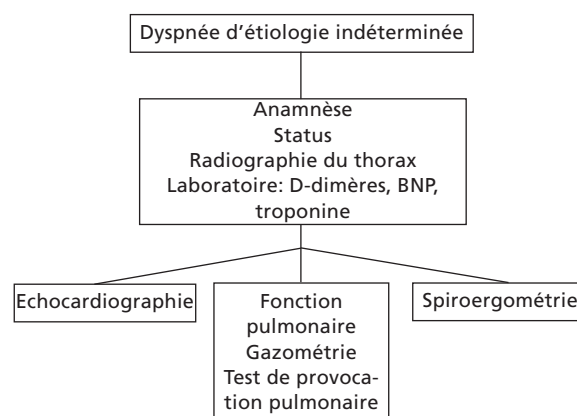 Dyspnée d'étiologie indéterminée
Anamnèse
Status
Radiographie du thorax
Laboratoire: D-dimères, BNP,
troponine
Echocardiographie
Fonction
pulmonaire
Gazométrie
Test de provoca-
tion pulmonaire
Spiroergométrie